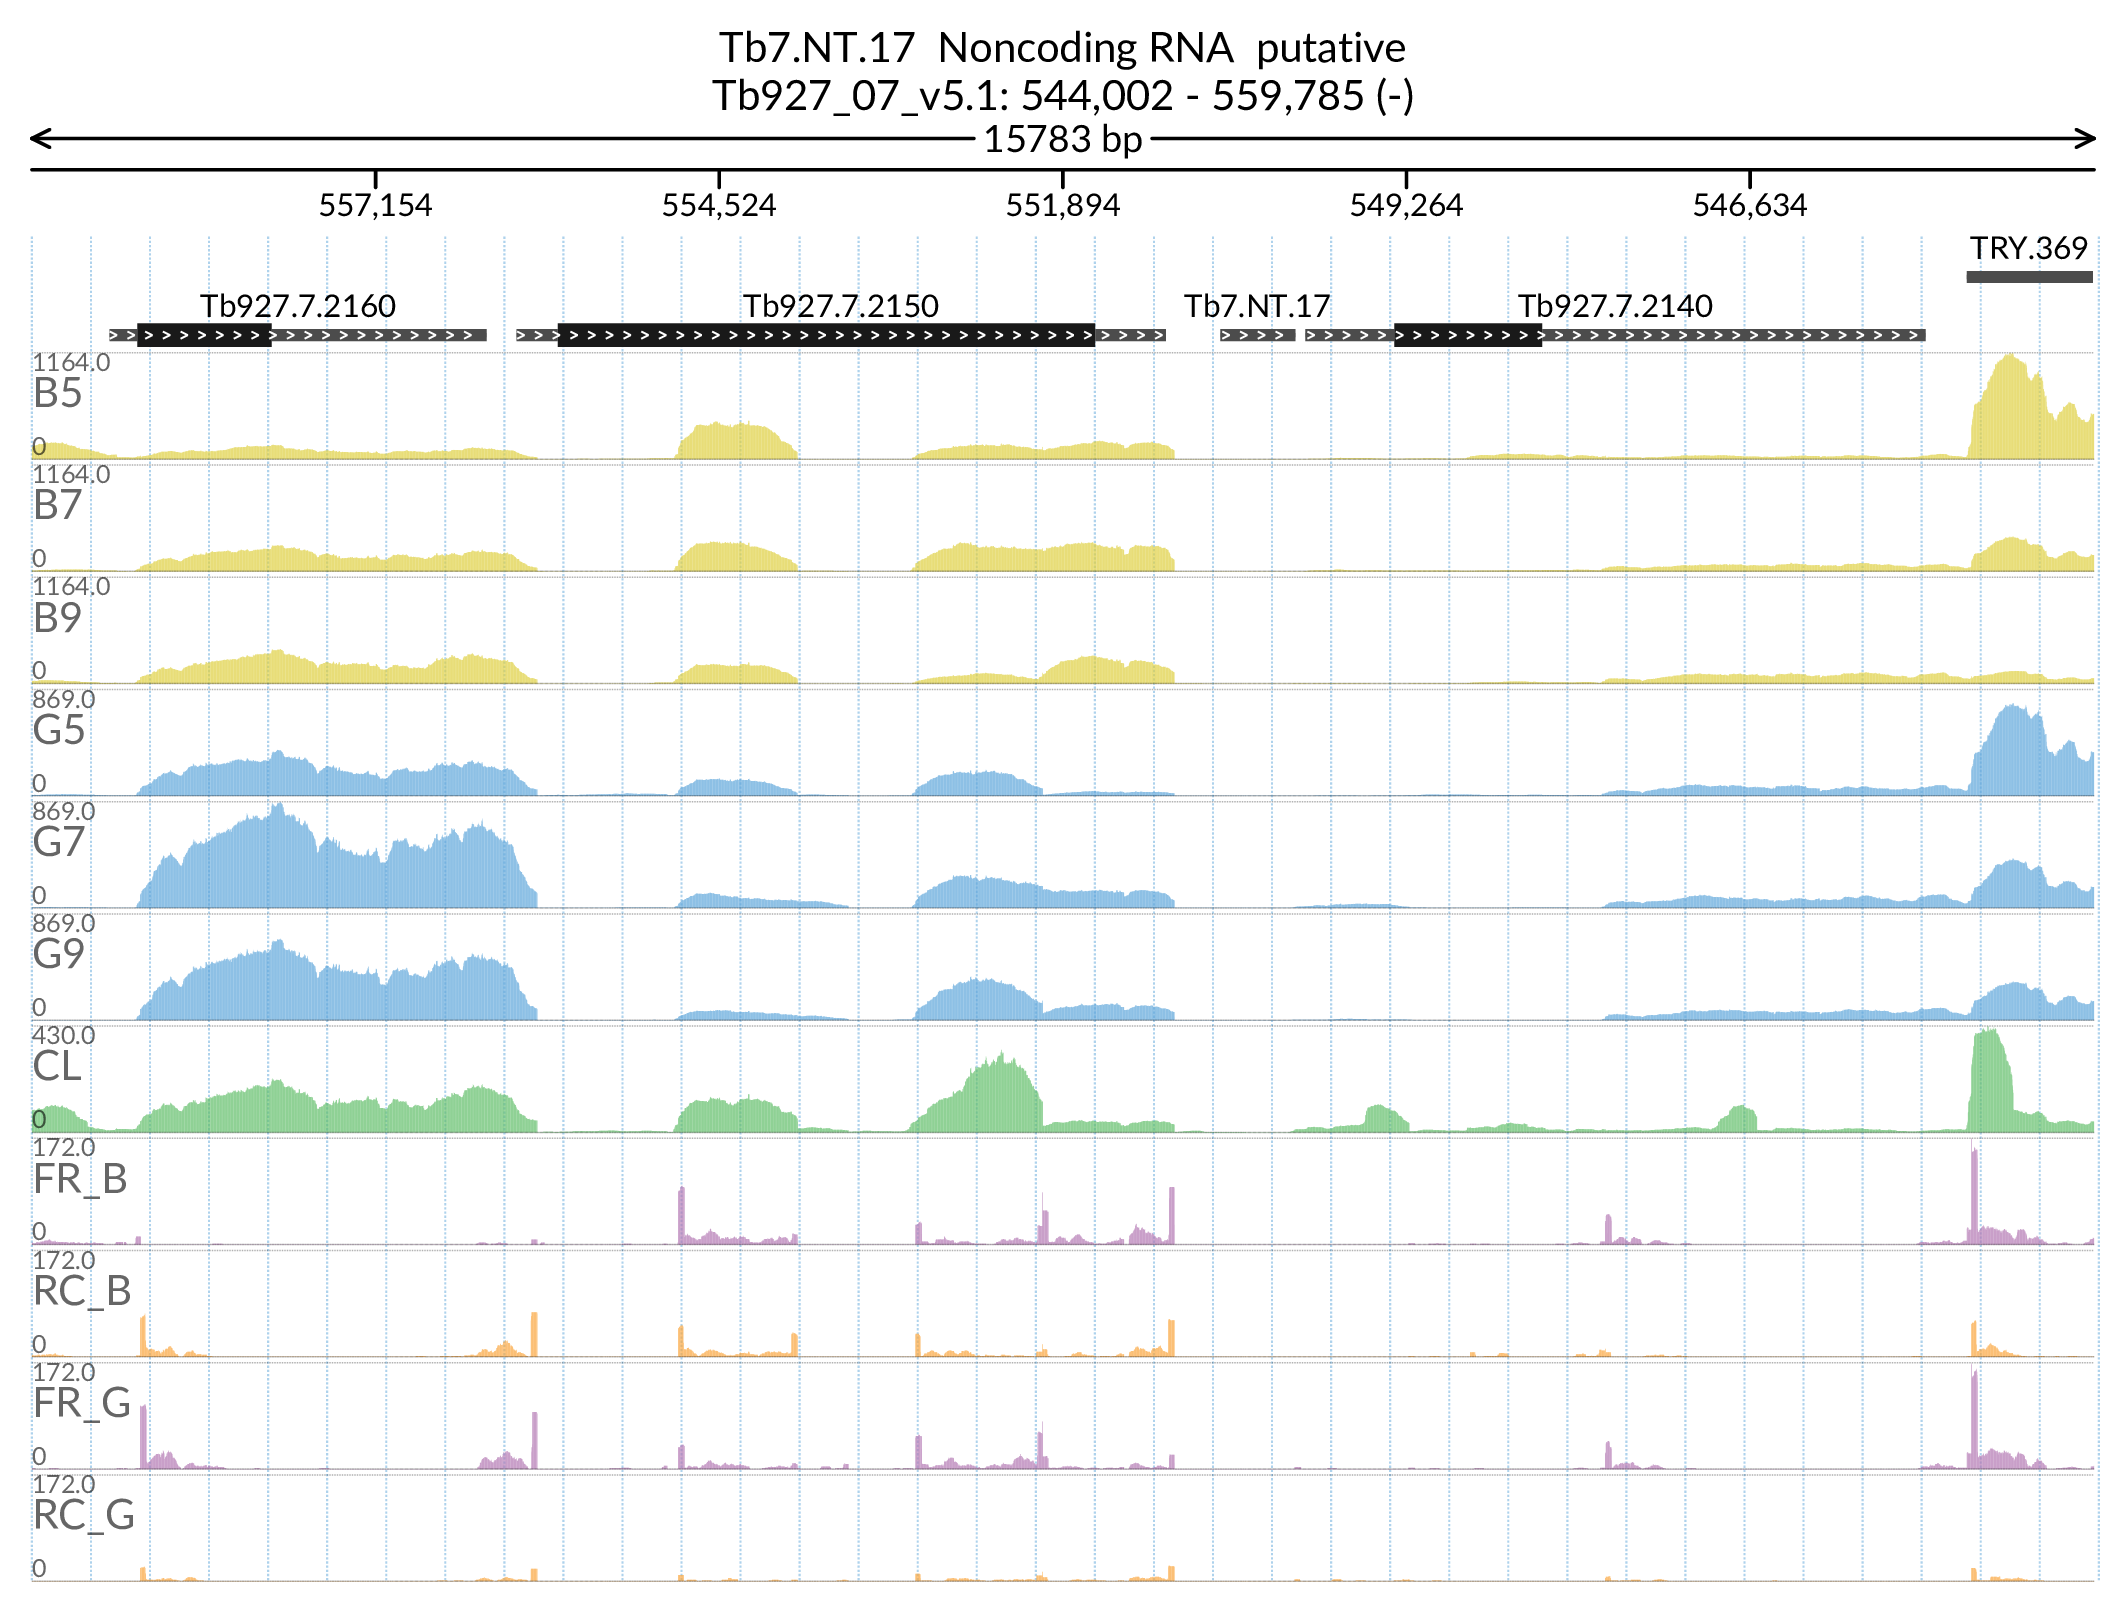 Tb7.NT.17 Noncoding RNA putative
Tb927_07_v5.1: 544,002 - 559,785 (-)
15783 bp
557,154 554,524 551,894 549,264 546,634
TRY.369
Tb927.7.2160 Tb927.7.2150 Tb7.NT.17 Tb927.7.2140
1164.0
B5
0
1164.0
B7
0
1164.0
B9
0
869.0
G5
0
869.0
G7
0
869.0
G9
0
430.0
CL
0
172.0
FR_B
0
172.0
RC_B
0
172.0
FR_G
0
172.0
RC_G
0